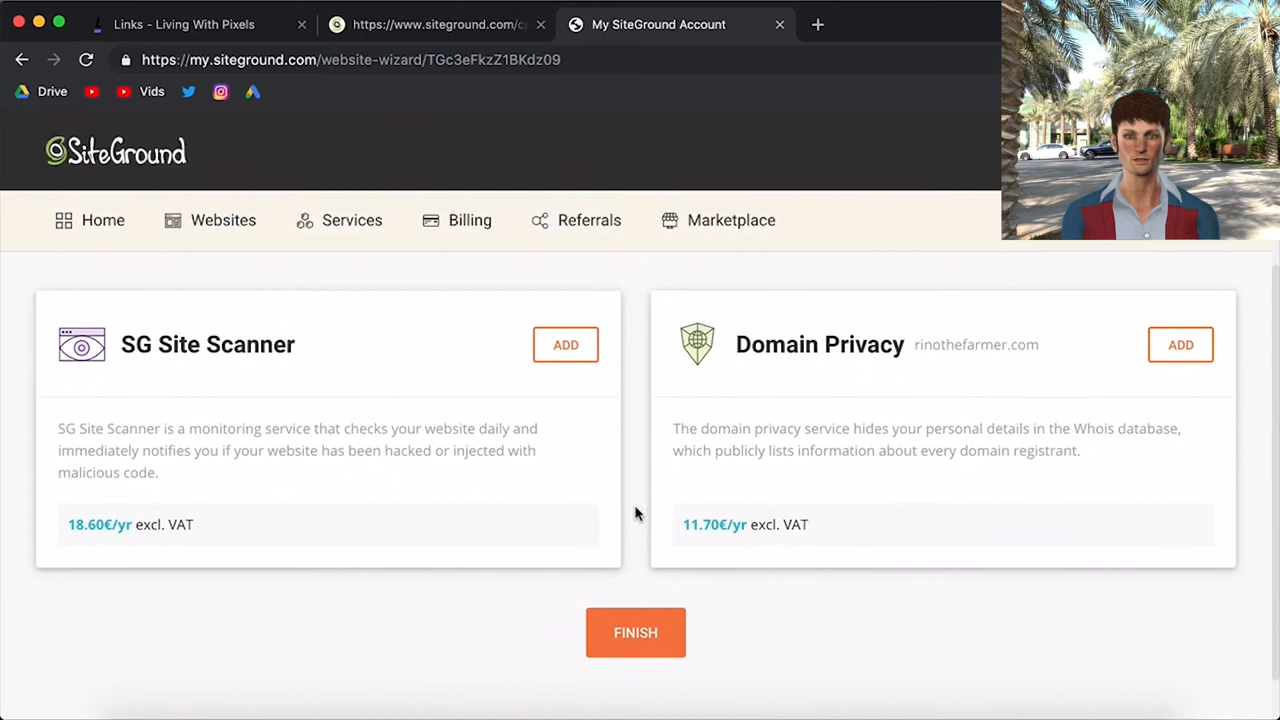 Links - Living With Pixels
https://www.siteground.com/cp
My SiteGround Account
https://my.siteground.com/website-wizard/TGc3eFkzZ1BKdz09
Drive
Vids
SiteGround
Home
Websites
Services
Billing
Referrals
Marketplace
SG Site Scanner
ADD
SG Site Scanner is a monitoring service that checks your website daily and
immediately notifies you if your website has been hacked or injected with
malicious code.
18.60€/yr excl. VAT
Domain Privacy rinothefarmer.com
ADD
The domain privacy service hides your personal details in the Whois database,
which publicly lists information about every domain registrant.
11.70€/yr excl. VAT
FINISH